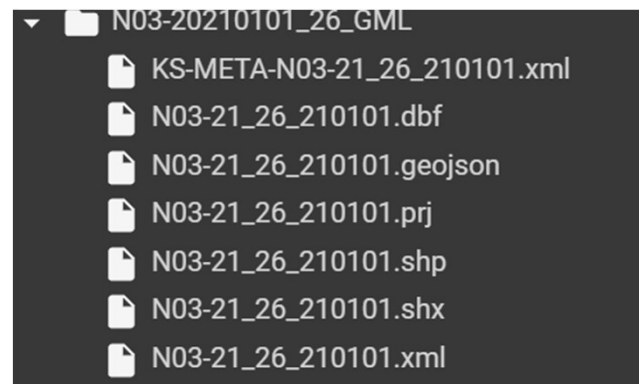 N03-20210101_26_GML
KS-META-N03-21_26_210101.xml
N03-21_26_210101.dbf
N03-21_26_210101.geojson
N03-21_26_210101.prj
N03-21_26_210101.shp
N03-21_26_210101.shx
N03-21_26_210101.xml